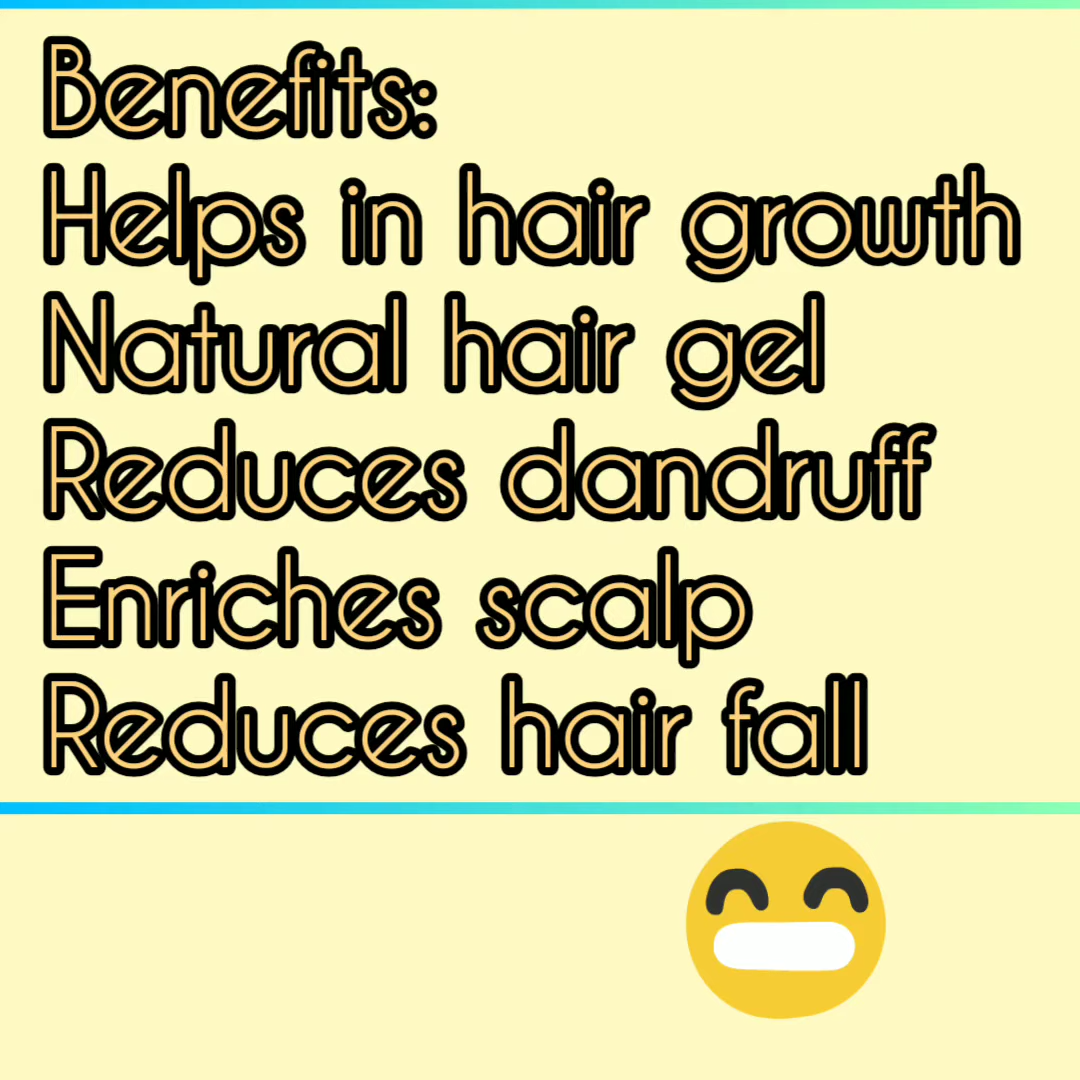 Benefits:
Helps in hair growth
Natural hair gel
Reduces dandruff
Enriches scalp
Reduces hair fall